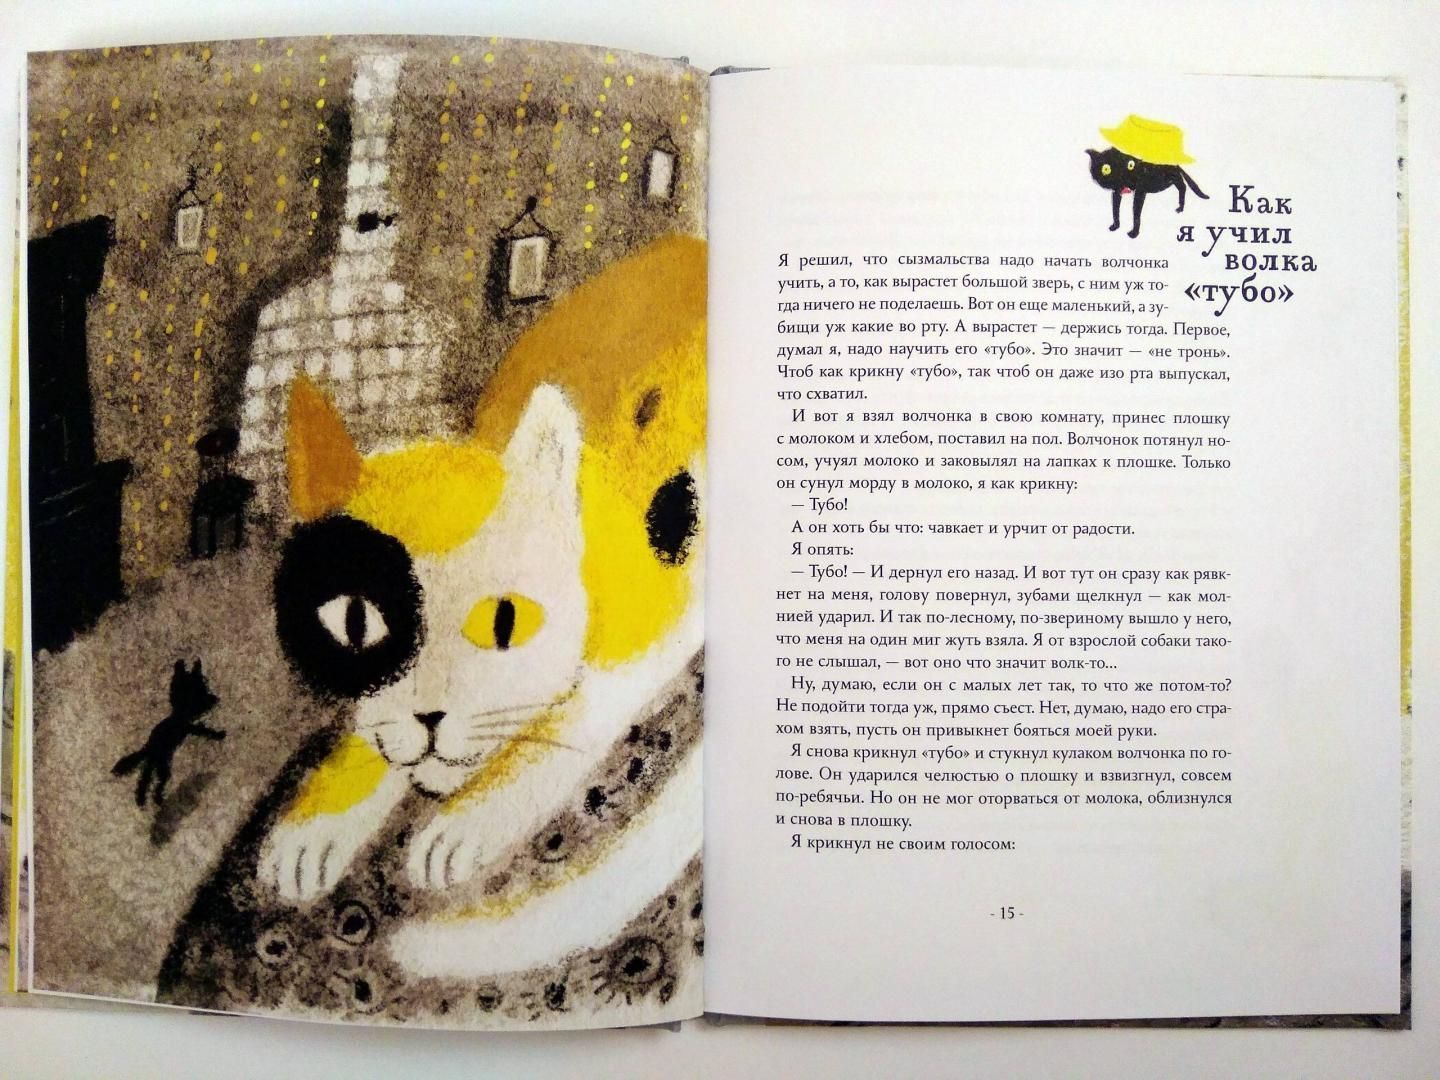 Как
я учил
волка
«тубо»
Я решил, что сызмальства надо начать волчонка
учить, а то, как вырастет большой зверь, с ним уж то-
гда ничего не поделаешь. Вот он еще маленький, а зу-
бищи уж какие во рту. А вырастет — держись тогда. Первое,
думал я, надо научить его «тубо». Это значит — «не тронь».
Чтоб как крикну «тубо», так чтоб он даже изо рта выпускал,
что схватил.
И вот я взял волчонка в свою комнату, принес плошку
с молоком и хлебом, поставил на пол. Волчонок потянул но-
сом, учуял молоко и заковылял на лапках к плошке. Только
он сунул морду в молоко, я как крикну:
— Тубо!
А он хоть бы что: чавкает и урчит от радости.
Я опять:
— Тубо! — И дернул его назад. И вот тут он сразу как рявк-
нет на меня, голову повернул, зубами щелкнул — как мол-
нией ударил. И так по-лесному, по-звериному вышло у него,
что меня на один миг жуть взяла. Я от взрослой собаки тако-
го не слышал, — вот оно что значит волк-то...
Ну, думаю, если он с малых лет так, то что же потом-то?
Не подойти тогда уж, прямо съест. Нет, думаю, надо его стра-
хом взять, пусть он привыкнет бояться моей руки.
Я снова крикнул «тубо» и стукнул кулаком волчонка по го-
лове. Он ударился челюстью о плошку и взвизгнул, совсем
по-ребячьи. Но он не мог оторваться от молока, облизнулся
и снова в плошку.
Я крикнул не своим голосом:
- 15 -